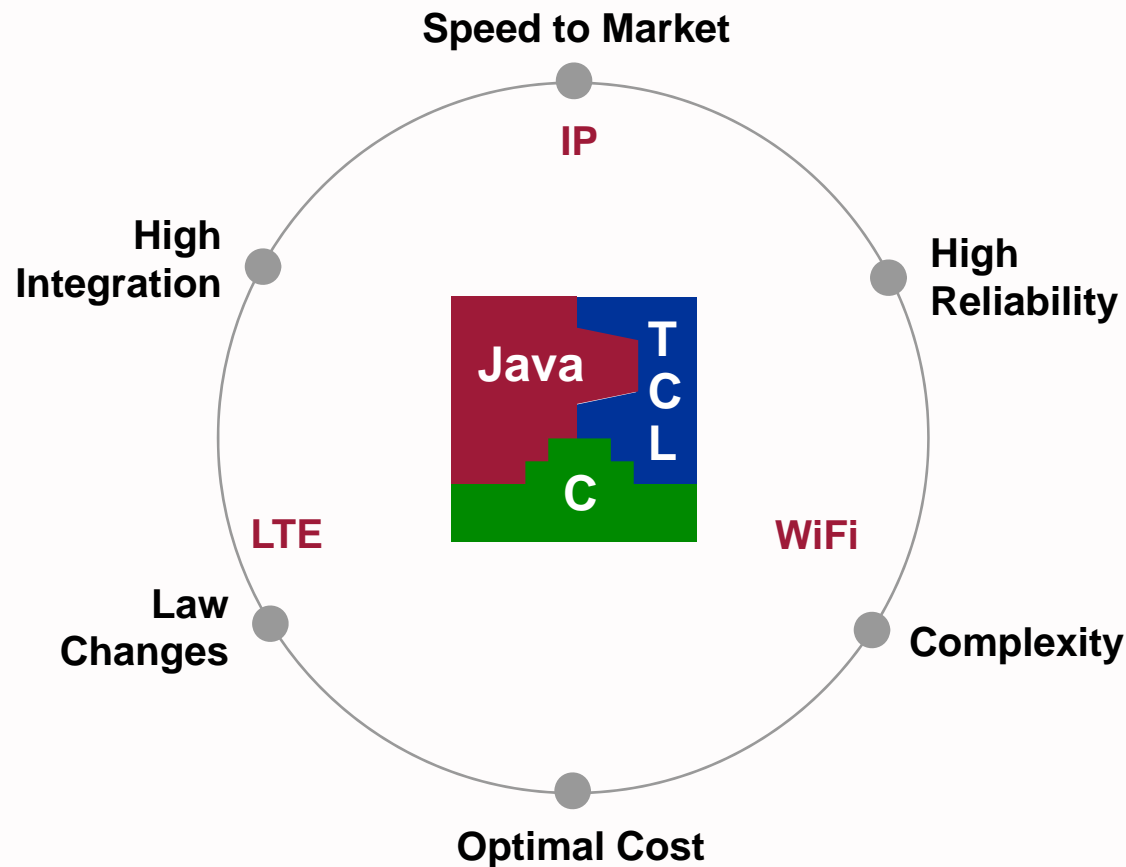 Speed to Market
IP
High
Integration
High
Reliability
Java
T
C
L
C
LTE
WiFi
Law
Changes
Complexity
Optimal Cost